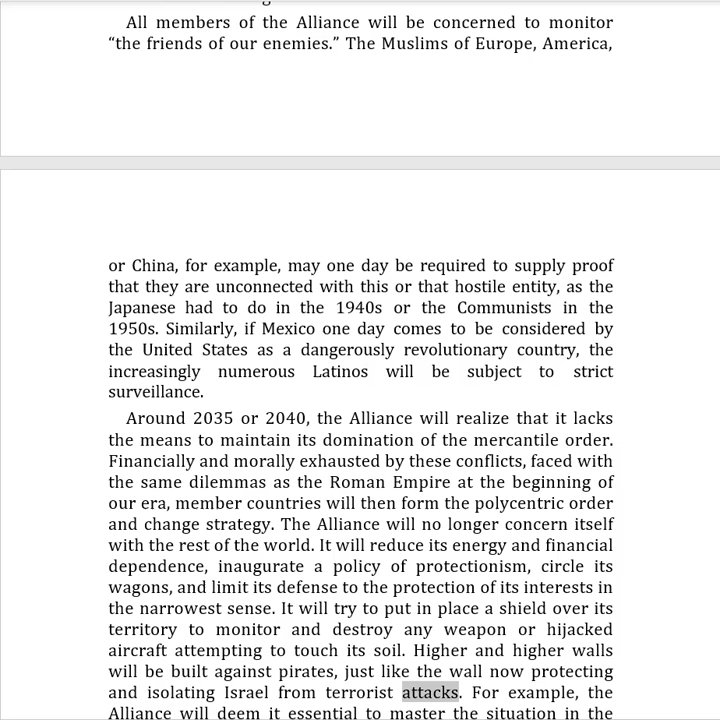 All members of the Alliance will be concerned to monitor
“the friends of our enemies.” The Muslims of Europe, America,
or China, for example, may one day be required to supply proof
that they are unconnected with this or that hostile entity, as the
Japanese had to do in the 1940s or the Communists in the
1950s. Similarly, if Mexico one day comes to be considered by
the United States as a dangerously revolutionary country, the
increasingly numerous Latinos will be subject to strict
surveillance.
Around 2035 or 2040, the Alliance will realize that it lacks
the means to maintain its domination of the mercantile order.
Financially and morally exhausted by these conflicts, faced with
the same dilemmas as the Roman Empire at the beginning of
our era, member countries will then form the polycentric order
and change strategy. The Alliance will no longer concern itself
with the rest of the world. It will reduce its energy and financial
dependence, inaugurate a policy of protectionism, circle its
wagons, and limit its defense to the protection of its interests in
the narrowest sense. It will try to put in place a shield over its
territory to monitor and destroy any weapon or hijacked
aircraft attempting to touch its soil. Higher and higher walls
will be built against pirates, just like the wall now protecting
and isolating Israel from terrorist attacks. For example, the
Alliance will deem it essential to master the situation in the